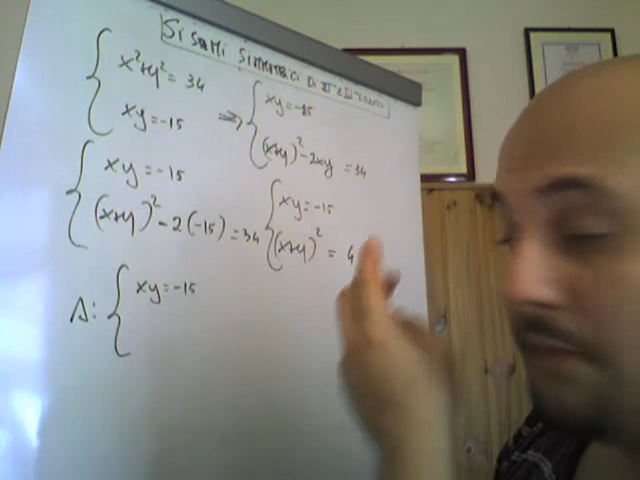 SISTEMI SIMMETRICI DI
x²+y² = 34
xy = -15
=>
xy = -15
(x+y)² - 2xy = 34
xy = -15
(x+y)² - 2(-15) = 34
xy = -15
(x+y)² = 4
A:
xy = -15